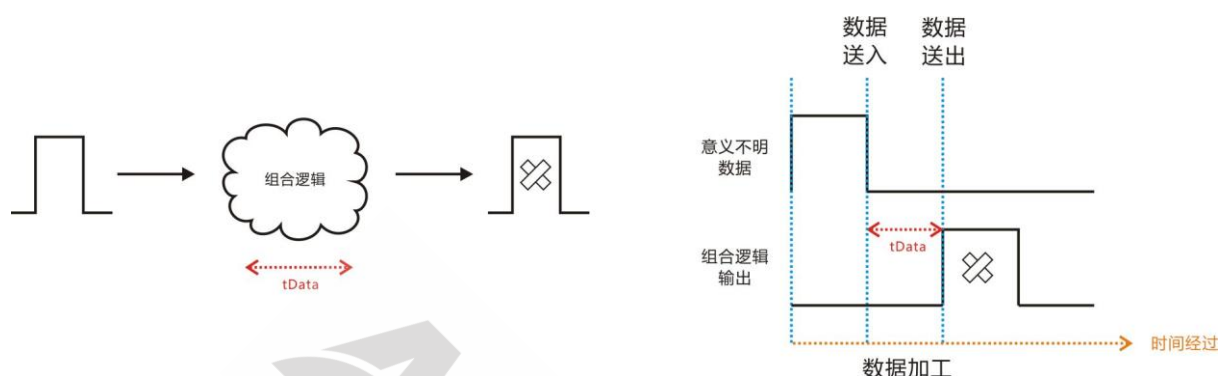 组合逻辑
tData
数据
送入
数据
送出
意义不明
数据
tData
组合逻辑
输出
时间经过
数据加工